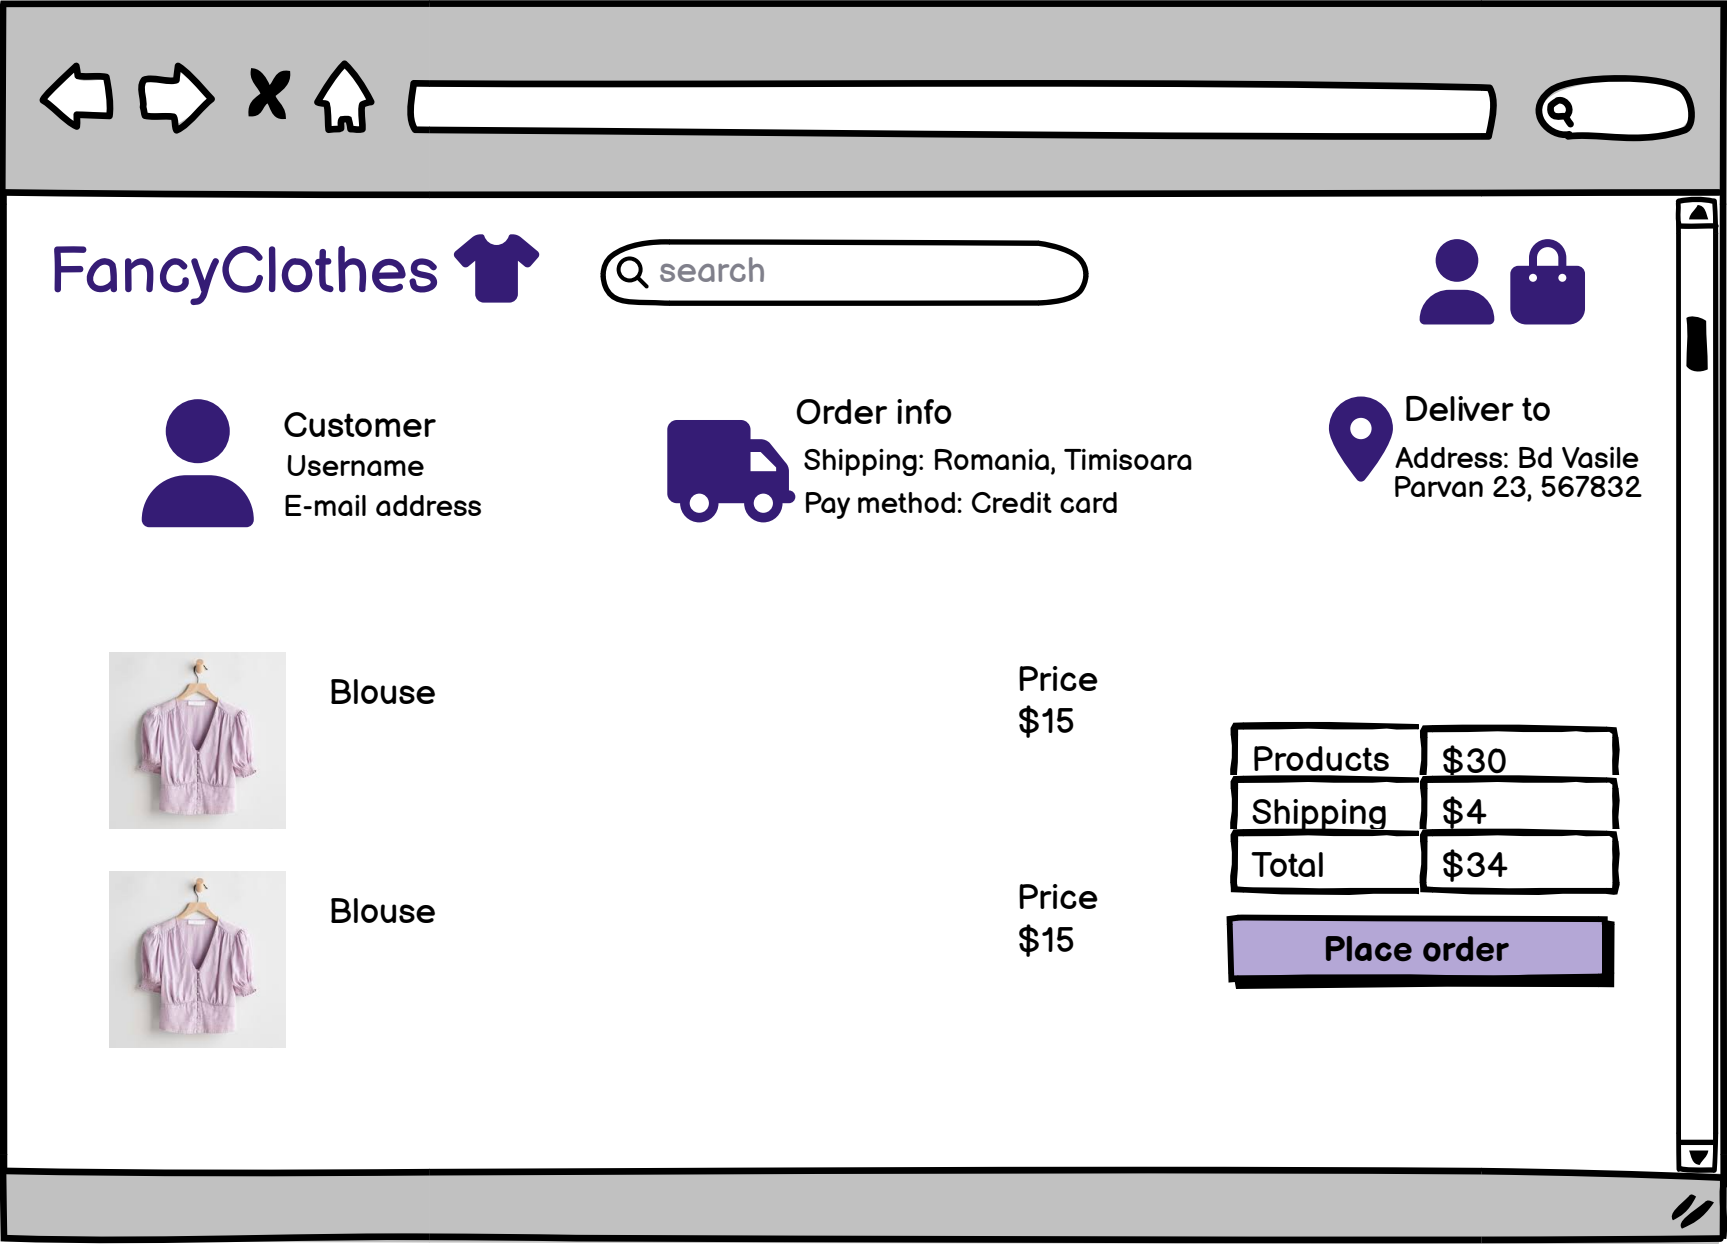 FancyClothes
search
Customer
Username
E-mail address
Order info
Shipping: Romania, Timisoara
Pay method: Credit card
Deliver to
Address: Bd Vasile
Parvan 23, 567832
Blouse
Price
$15
Blouse
Price
$15
Products $30
Shipping $4
Total $34
Place order